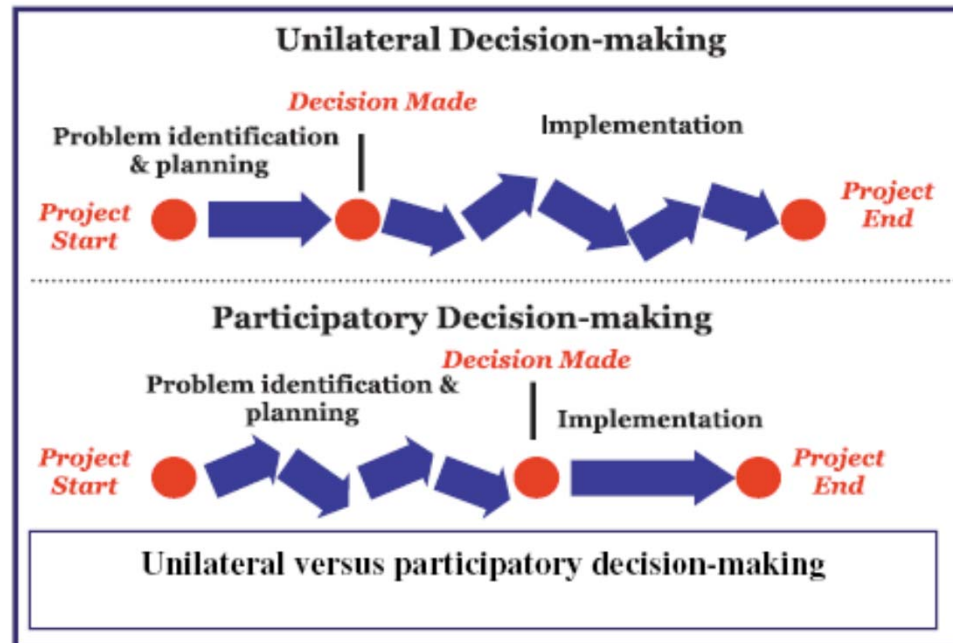 Unilateral Decision-making
Decision Made
Problem identification
& planning
Implementation
Project
Start
Project
End
Participatory Decision-making
Decision Made
Problem identification &
planning
Implementation
Project
Start
Project
End
Unilateral versus participatory decision-making